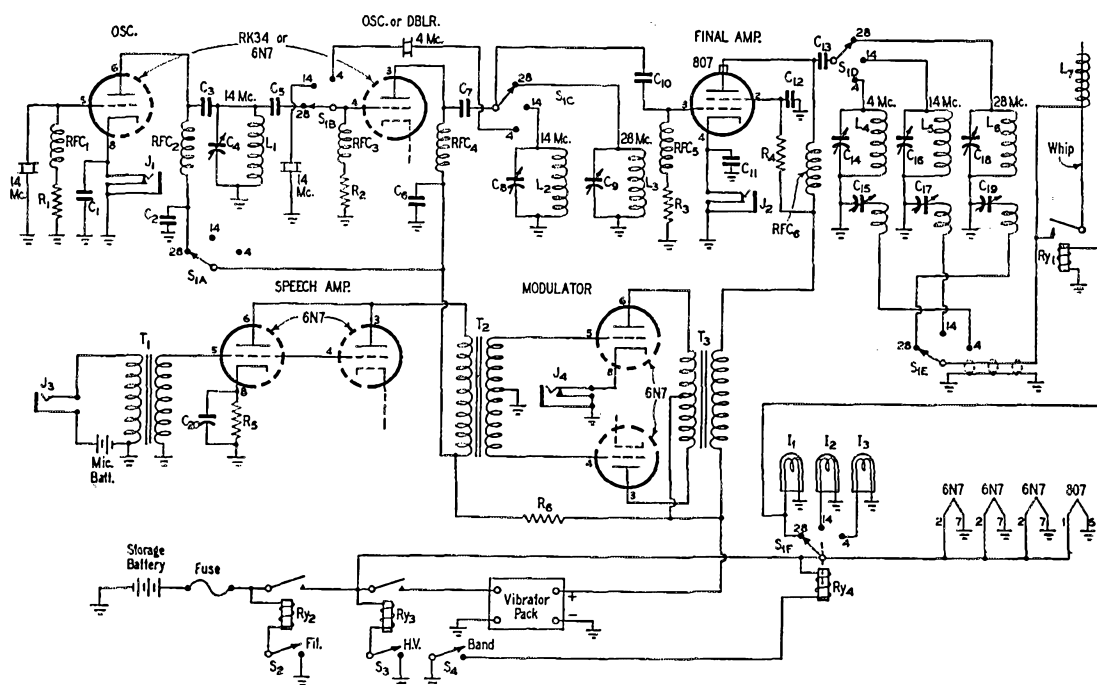 OSC.
RK34 or
6N7
OSC. or DBLR.
4 Mc.
FINAL AMP.
807
6
5
8
RFC1
R1
14
Mc.
C1
J1
C2
RFC2
C3
14 Mc.
C4
L1
C5
14
4
28
S1B
14
Mc.
3
4
RFC3
R2
RFC4
C6
C7
28
S1C
14
4
14 Mc.
C8
L2
28 Mc.
C9
L3
C10
3
2
4
RFC5
R3
C11
J2
C12
R4
RFC6
C13
28
S1D
14
4
4 Mc.
L4
C14
C15
14 Mc.
L5
C16
C17
28 Mc.
L6
C18
C19
L7
Whip
Ry1
14
28
4
S1A
28
14
4
S1E
SPEECH AMP.
6N7
MODULATOR
T1
J3
Mic.
Batt.
6
5
8
C20
R5
3
4
T2
6
5
8
J4
6N7
4
3
T3
R6
I1
I2
I3
28
14
4
S1F
Ry4
6N7
6N7
6N7
807
2
7
2
7
2
7
1
5
Storage
Battery
Fuse
Ry2
Fil.
S2
Ry3
H.V.
S3
Vibrator
Pack
+
−
Band
S4